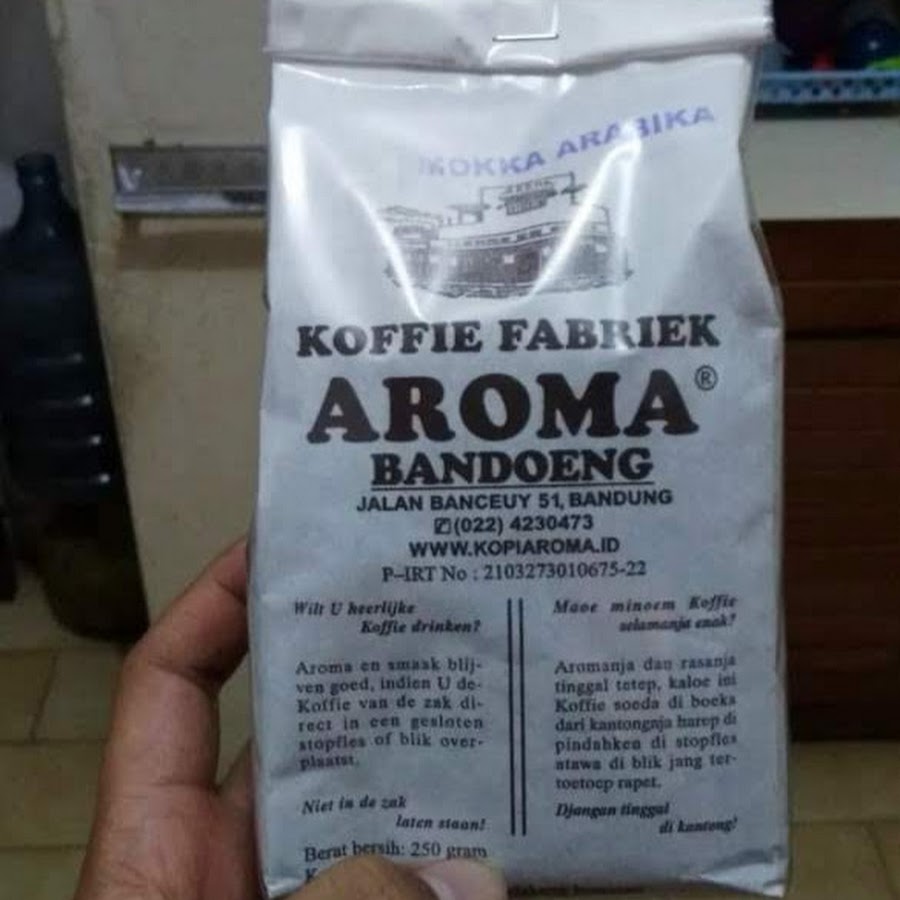 MOKKA ARABIKA
AROMA
KOFFIE FABRIEK
AROMA®
BANDOENG
JALAN BANCEUY 51, BANDUNG
✆(022) 4230473
WWW.KOPIAROMA.ID
P–IRT No : 2103273010675-22
Wilt U heerlijke
Koffie drinken?
Aroma en smaak blij-
ven goed, indien U de
Koffie van de zak di-
rect in een gesloten
stopfles of blik over-
plaatst.
Niet in de zak
laten staan!
Maoe minoem Koffie
selamanja enak?
Aromanja dan rasanja
tinggal tetep, kaloe ini
Koffie soeda di boeka
dari kantongnja harep di
pindahken di stopfles
atawa di blik jang ter-
toetoep rapet.
Djangan tinggal
di kantong!
Berat bersih: 250 gram